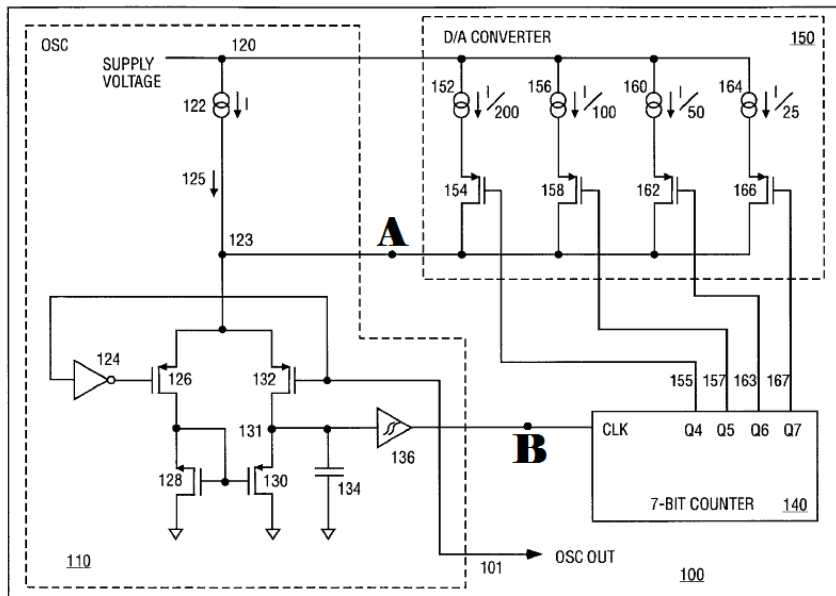 OSC
120
SUPPLY
VOLTAGE
122
I
125
123
A
D/A CONVERTER
150
152
I/200
156
I/100
160
I/50
164
I/25
154
158
162
166
124
126
132
131
128
130
134
136
B
155
157
163
167
CLK
Q4
Q5
Q6
Q7
7-BIT COUNTER
140
110
101
OSC OUT
100